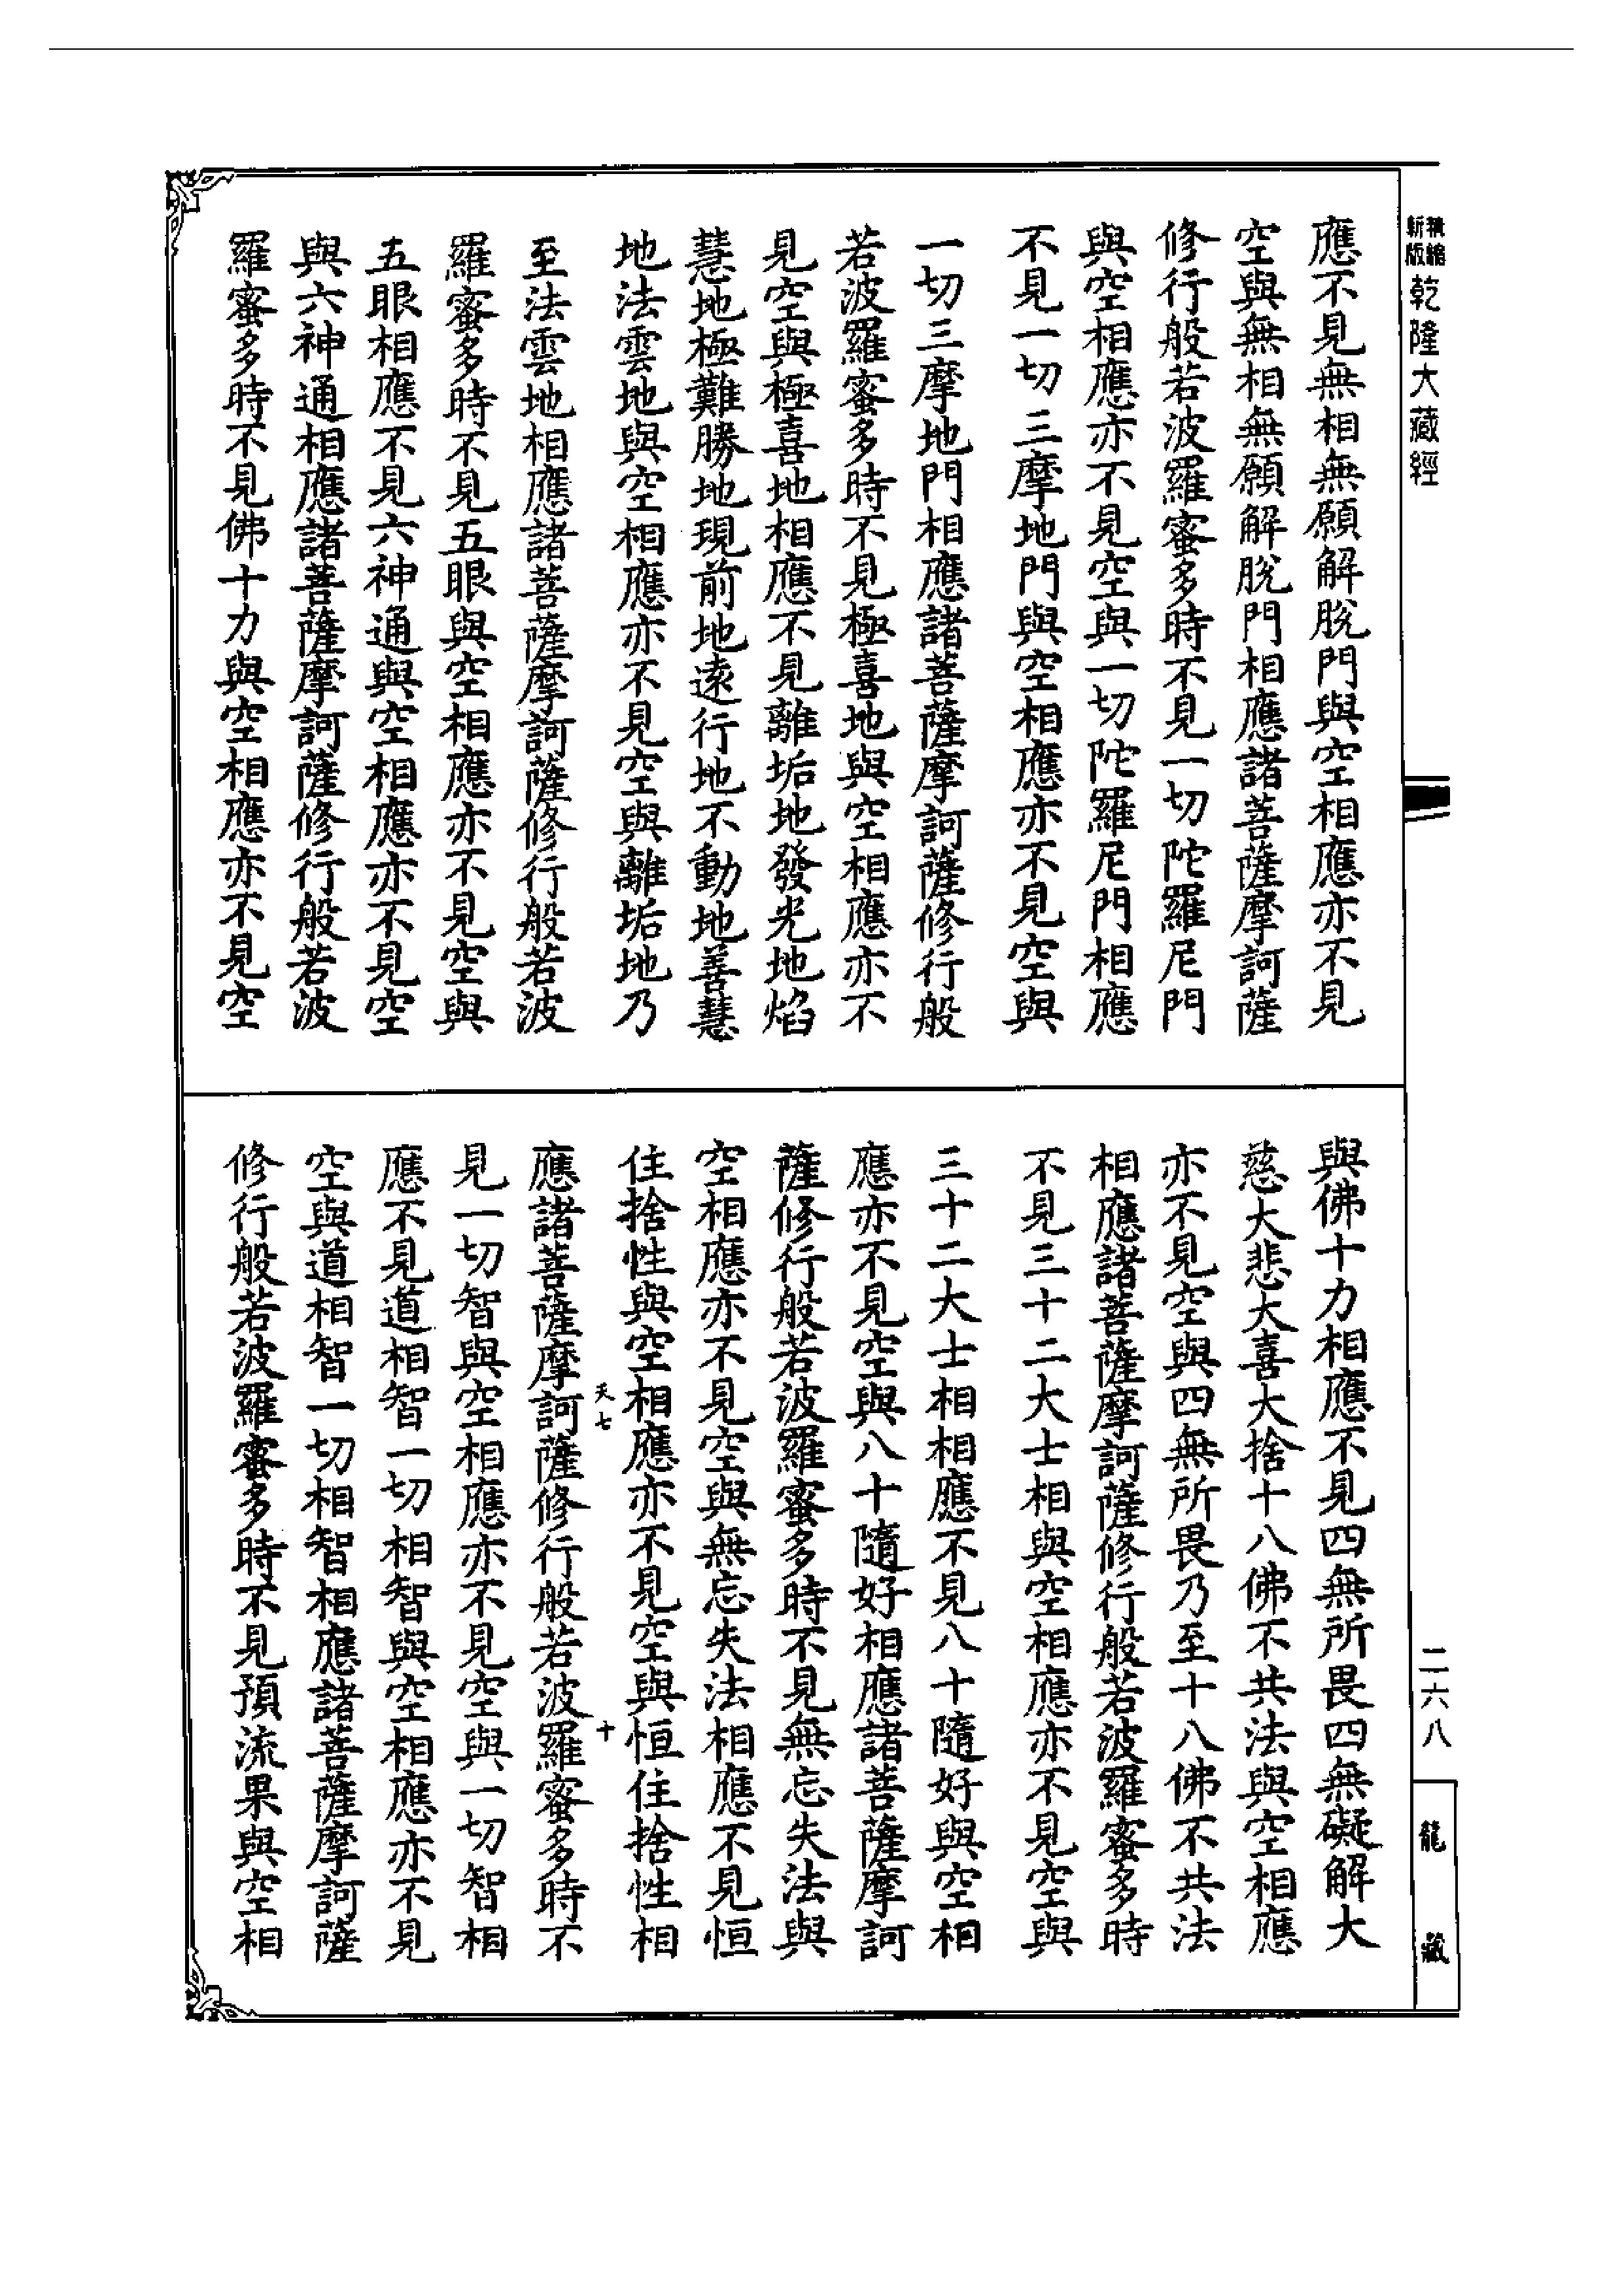 精縮
新版
乾隆大藏經
應不見無相無願解脫門與空相應亦不見
空與無相無願解脫門相應諸菩薩摩訶薩
修行般若波羅蜜多時不見一切陀羅尼門
與空相應亦不見空與一切陀羅尼門相應
不見一切三摩地門與空相應亦不見空與
一切三摩地門相應諸菩薩摩訶薩修行般
若波羅蜜多時不見極喜地與空相應亦不
見空與極喜地相應不見離垢地發光地焰
慧地極難勝地現前地遠行地不動地善慧
地法雲地與空相應亦不見空與離垢地乃
至法雲地相應諸菩薩摩訶薩修行般若波
羅蜜多時不見五眼與空相應亦不見空與
五眼相應不見六神通與空相應亦不見空
與六神通相應諸菩薩摩訶薩修行般若波
羅蜜多時不見佛十力與空相應亦不見空
與佛十力相應不見四無所畏四無礙解大
慈大悲大喜大捨十八佛不共法與空相應
亦不見空與四無所畏乃至十八佛不共法
相應諸菩薩摩訶薩修行般若波羅蜜多時
不見三十二大士相與空相應亦不見空與
三十二大士相相應不見八十隨好與空相
應亦不見空與八十隨好相應諸菩薩摩訶
薩修行般若波羅蜜多時不見無忘失法與
空相應亦不見空與無忘失法相應不見恒
住捨性與空相應亦不見空與恒住捨性相
天七
十
應諸菩薩摩訶薩修行般若波羅蜜多時不
見一切智與空相應亦不見空與一切智相
應不見道相智一切相智與空相應亦不見
空與道相智一切相智相應諸菩薩摩訶薩
修行般若波羅蜜多時不見預流果與空相
二六八
龍藏